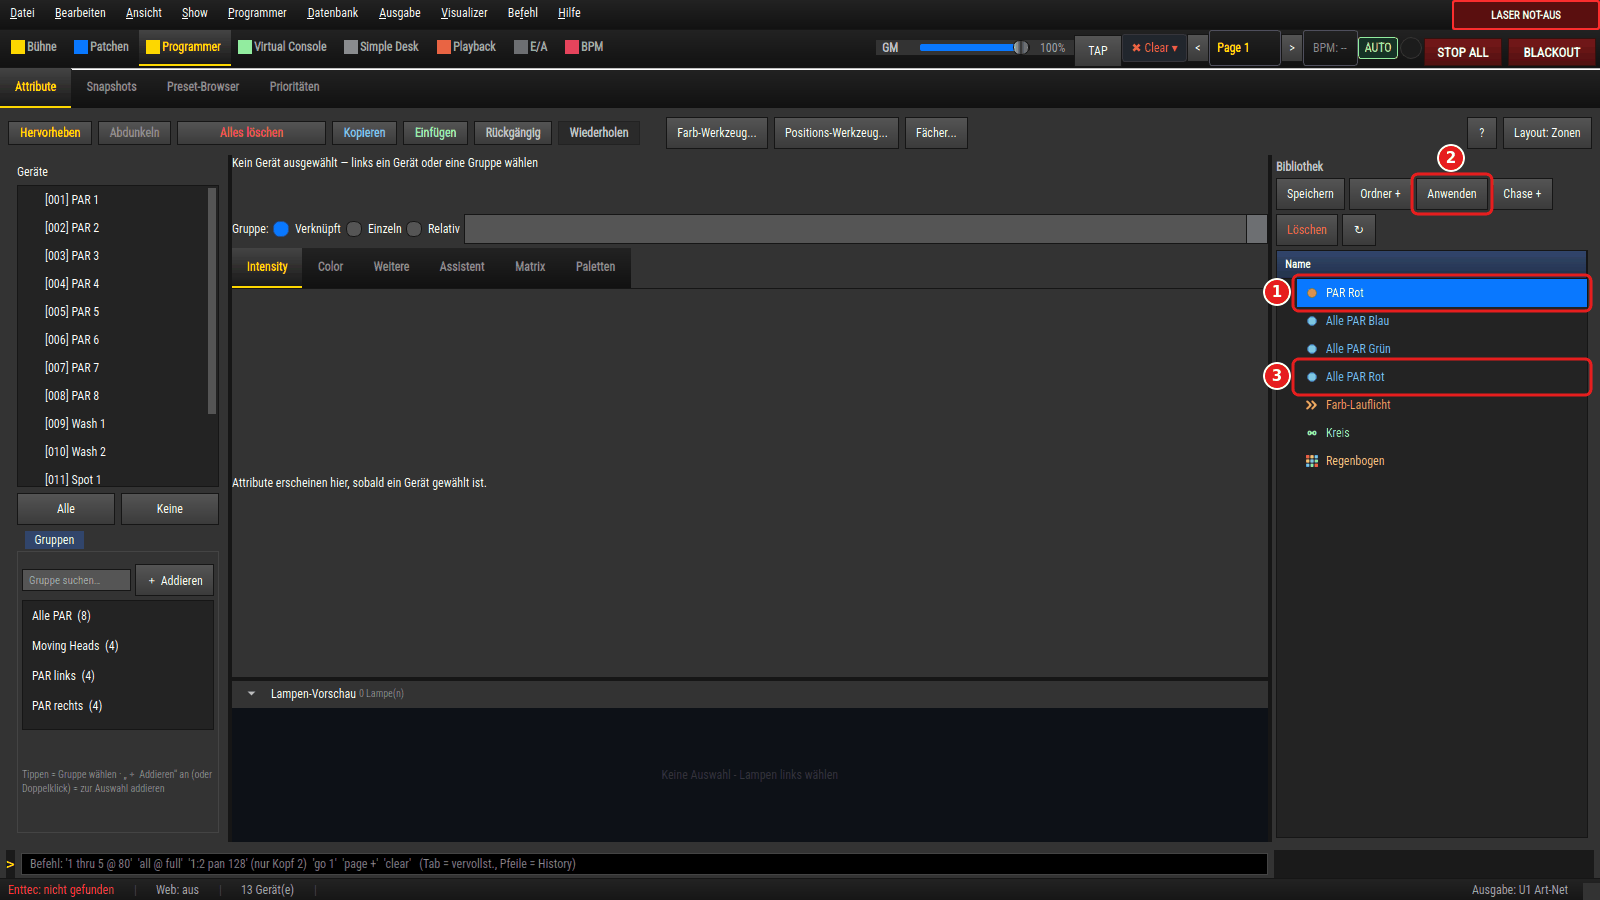 Datei Bearbeiten Ansicht Show Programmer Datenbank Ausgabe Visualizer Befehl Hilfe
LASER NOT-AUS
Bühne Patchen Programmer Virtual Console Simple Desk Playback E/A BPM
GM 100% TAP ✖ Clear ▾ < Page 1 > BPM: -- AUTO STOP ALL BLACKOUT
Attribute Snapshots Preset-Browser Prioritäten
Hervorheben Abdunkeln Alles löschen Kopieren Einfügen Rückgängig Wiederholen Farb-Werkzeug... Positions-Werkzeug... Fächer... ? Layout: Zonen
Geräte
[001] PAR 1
[002] PAR 2
[003] PAR 3
[004] PAR 4
[005] PAR 5
[006] PAR 6
[007] PAR 7
[008] PAR 8
[009] Wash 1
[010] Wash 2
[011] Spot 1
Alle Keine
Gruppen
Gruppe suchen... + Addieren
Alle PAR (8)
Moving Heads (4)
PAR links (4)
PAR rechts (4)
Tippen = Gruppe wählen · „ + Addieren“ an (oder
Doppelklick) = zur Auswahl addieren
Kein Gerät ausgewählt — links ein Gerät oder eine Gruppe wählen
Gruppe: Verknüpft Einzeln Relativ
Intensity Color Weitere Assistent Matrix Paletten
Attribute erscheinen hier, sobald ein Gerät gewählt ist.
Lampen-Vorschau 0 Lampe(n)
Keine Auswahl - Lampen links wählen
Bibliothek
2
Speichern Ordner + Anwenden Chase +
Löschen ↻
Name
1 PAR Rot
Alle PAR Blau
Alle PAR Grün
3 Alle PAR Rot
Farb-Lauflicht
Kreis
Regenbogen
> Befehl: '1 thru 5 @ 80' 'all @ full' '1:2 pan 128' (nur Kopf 2) 'go 1' 'page +' 'clear' (Tab = vervollst., Pfeile = History)
Enttec: nicht gefunden Web: aus 13 Gerät(e) Ausgabe: U1 Art-Net